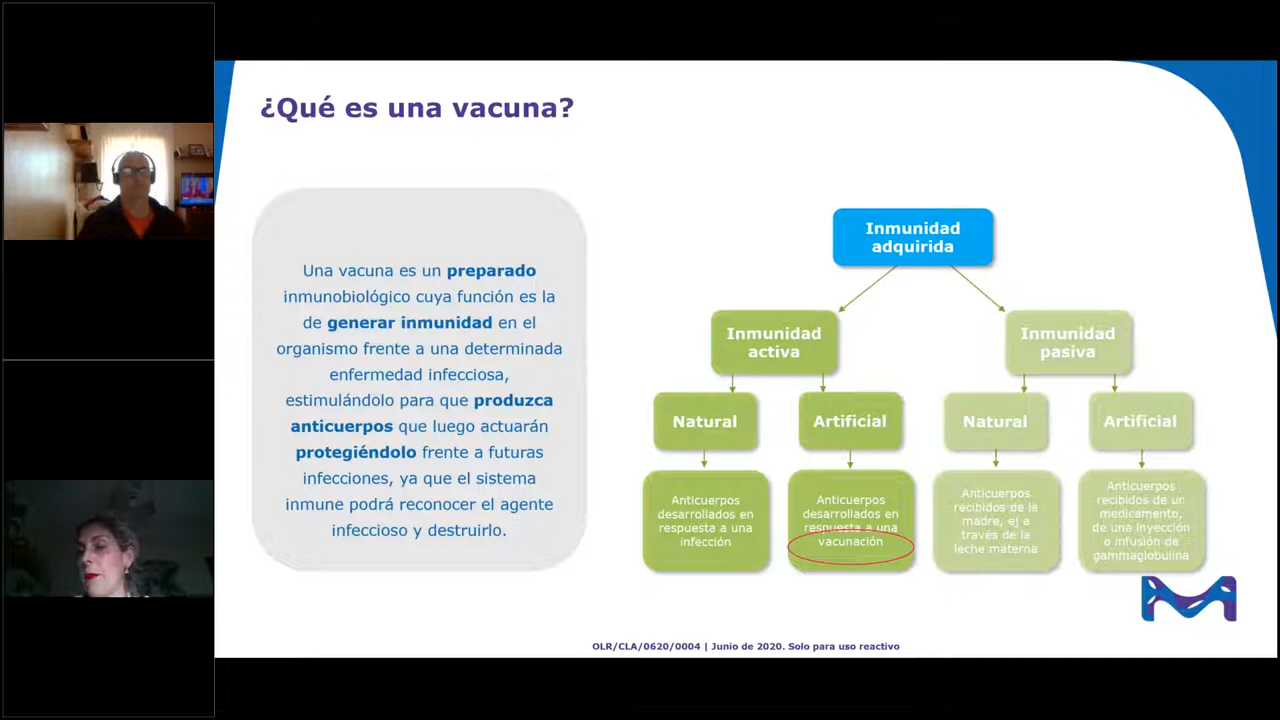 ¿Qué es una vacuna?
Una vacuna es un preparado
inmunobiológico cuya función es la
de generar inmunidad en el
organismo frente a una determinada
enfermedad infecciosa,
estimulándolo para que produzca
anticuerpos que luego actuarán
protegiéndolo frente a futuras
infecciones, ya que el sistema
inmune podrá reconocer el agente
infeccioso y destruirlo.
Inmunidad
adquirida
Inmunidad
activa
Inmunidad
pasiva
Natural
Artificial
Natural
Artificial
Anticuerpos
desarrollados en
respuesta a una
infección
Anticuerpos
desarrollados en
respuesta a una
vacunación
Anticuerpos
recibidos de la
madre, ej a
través de la
leche materna
Anticuerpos
recibidos de un
medicamento,
de una inyección
o infusión de
gammaglobulina
OLR/CLA/0620/0004 | Junio de 2020. Solo para uso reactivo